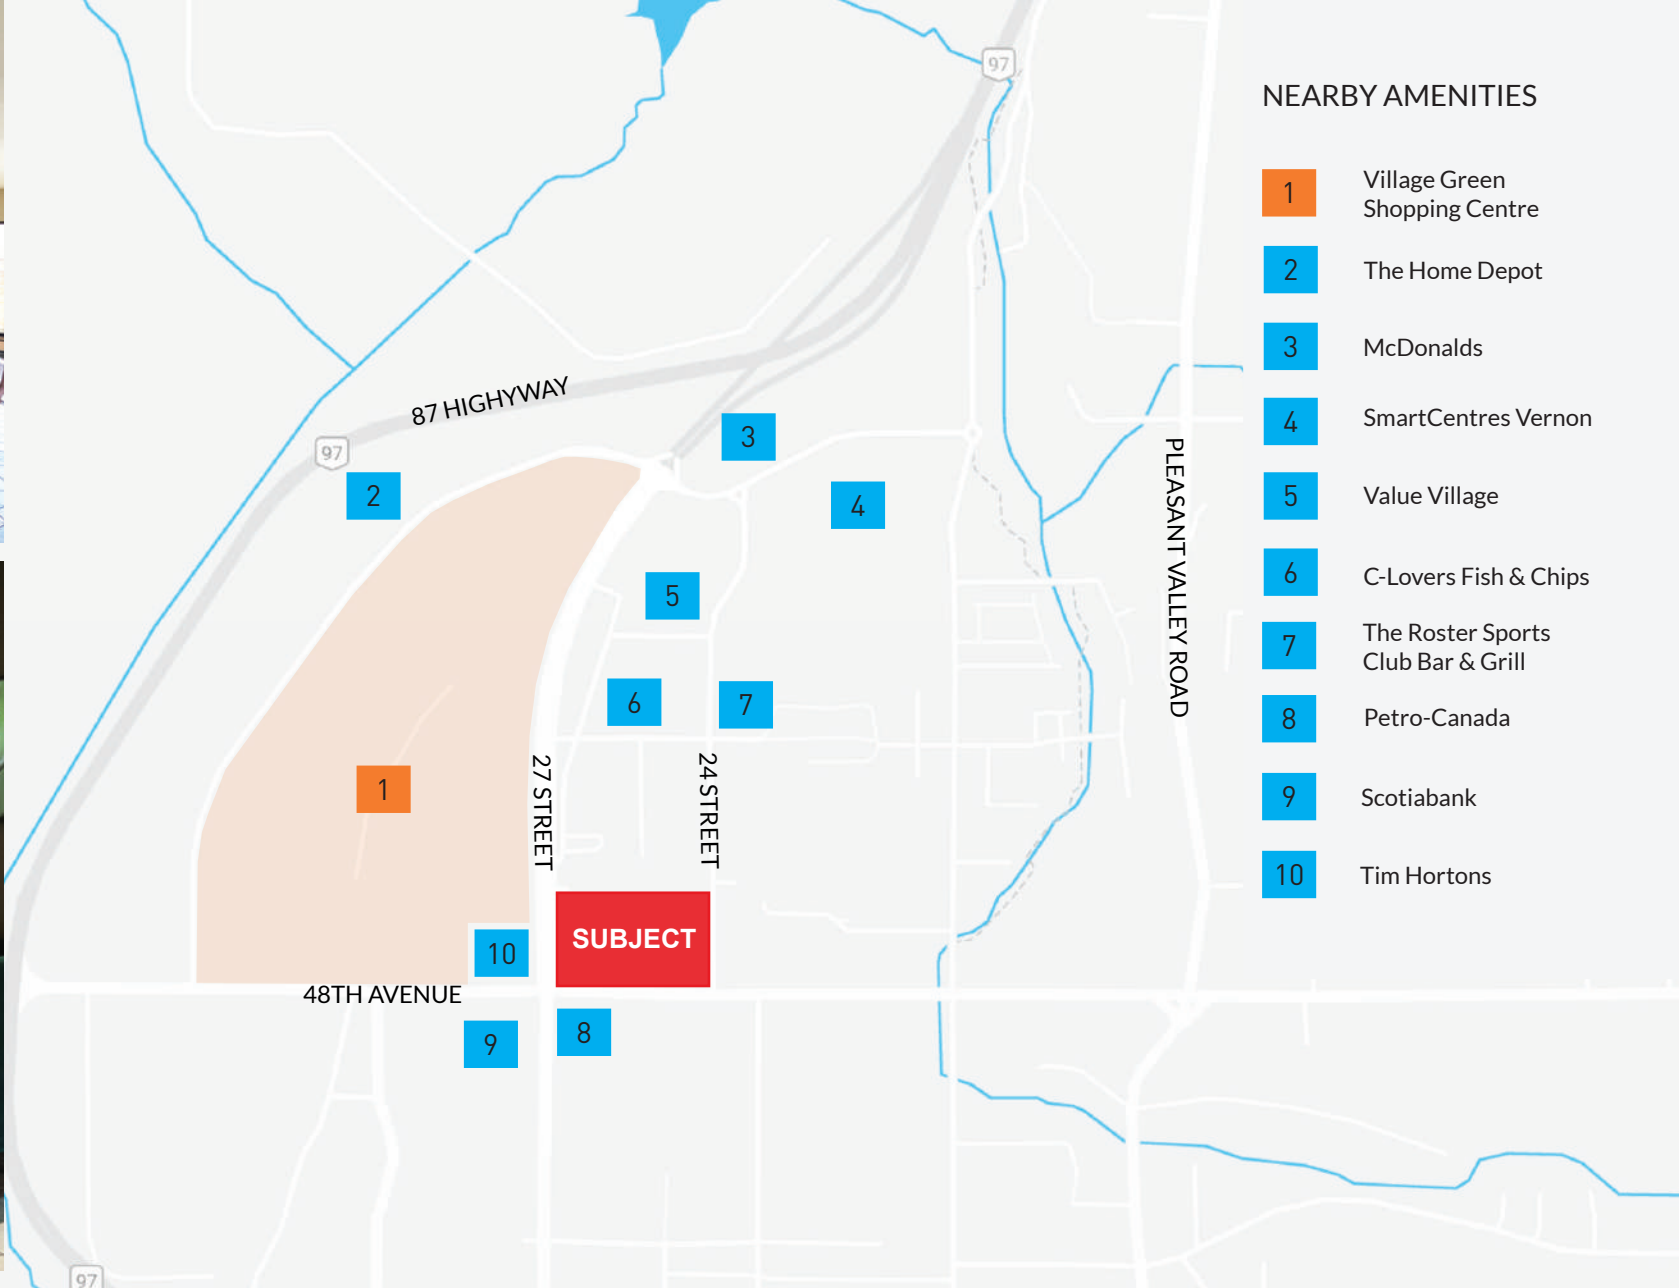 97
NEARBY AMENITIES
1
Village Green
Shopping Centre
2
The Home Depot
3
McDonalds
4
SmartCentres Vernon
5
Value Village
6
C-Lovers Fish & Chips
7
The Roster Sports
Club Bar & Grill
8
Petro-Canada
9
Scotiabank
10
Tim Hortons
87 HIGHYWAY
97
2
3
4
5
6
7
1
PLEASANT VALLEY ROAD
27 STREET
24 STREET
10
SUBJECT
48TH AVENUE
9
8
97